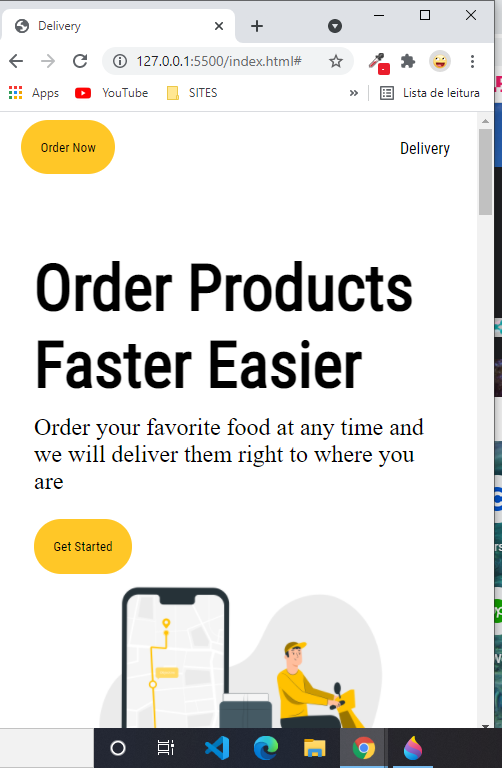 Delivery
127.0.0.1:5500/index.html#
Apps YouTube SITES » Lista de leitura
Order Now Delivery
Order Products
Faster Easier
Order your favorite food at any time and
we will deliver them right to where you
are
Get Started